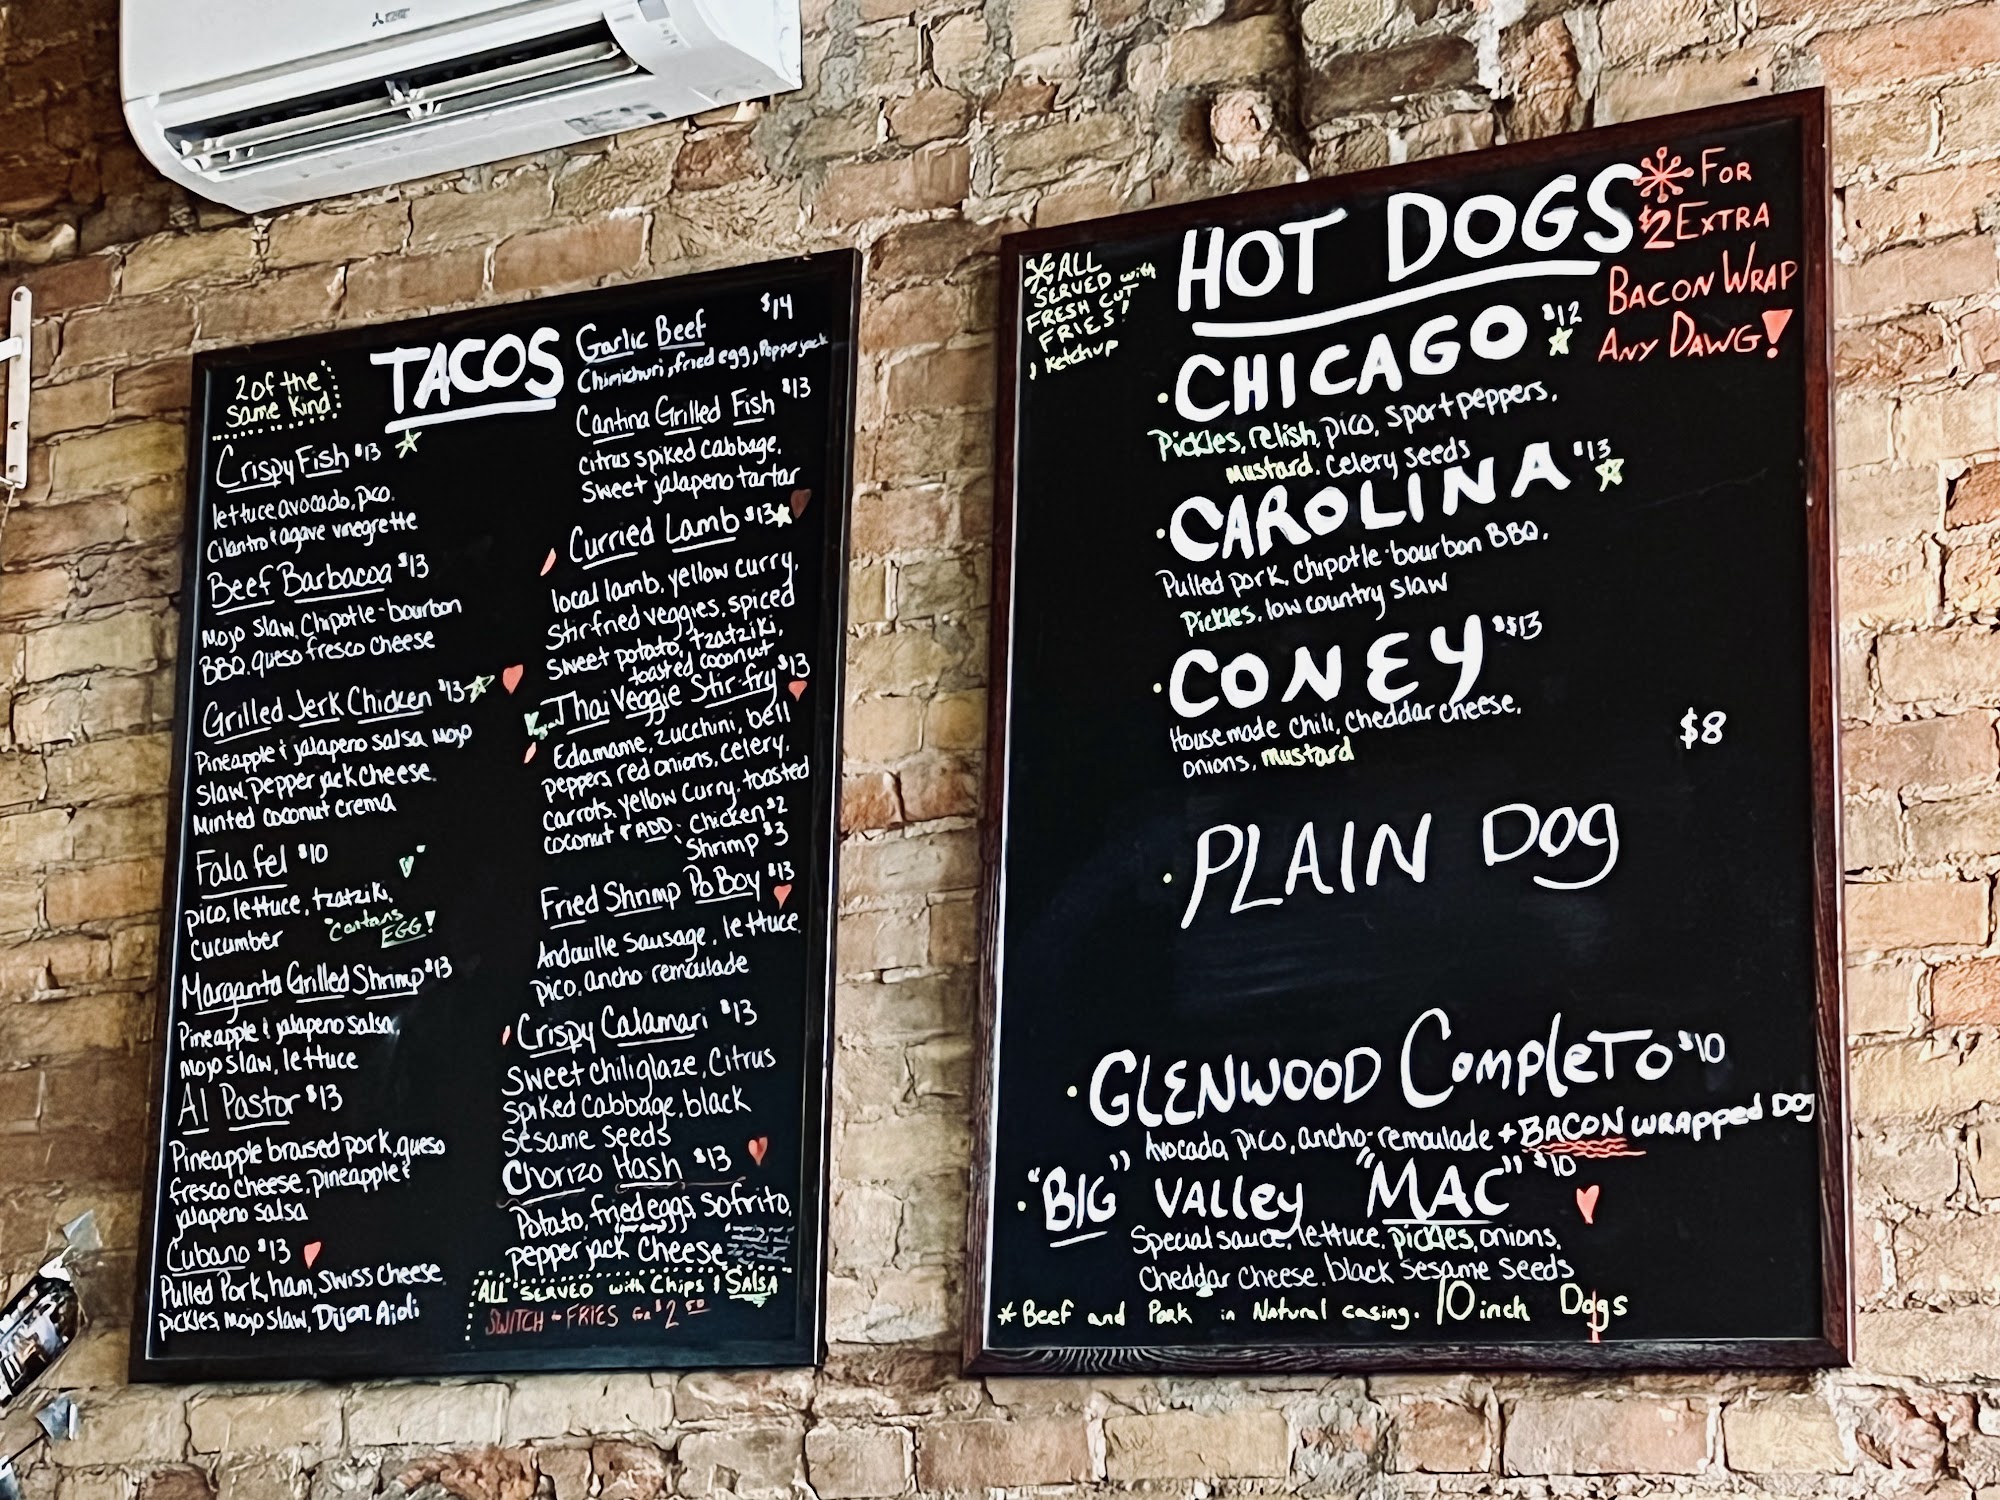 2 of the
same kind
TACOS
Crispy Fish $13
lettuce avocado, pico,
Cilantro & agave vinegrette
Beef Barbacoa $13
Mojo slaw, Chipotle-bourbon
BBQ, queso fresco cheese
Grilled Jerk Chicken $13
Pineapple & jalapeno salsa Mojo
slaw, pepper jack cheese,
Minted coconut crema
Falafel $10
pico, lettuce, tzatziki,
cucumber
*contans
EGG!
Margarita Grilled Shrimp $13
Pineapple & jalapeno salsa,
mojo slaw, lettuce
Al Pastor $13
Pineapple braised pork, queso
fresco cheese, pineapple &
jalapeno salsa
Cubano $13
Pulled Pork, ham, Swiss cheese,
pickles, mojo slaw, Dijon Aioli
Garlic Beef $14
Chimichuri, fried egg, Pepper jack
Cantina Grilled Fish $13
citrus spiked cabbage,
sweet jalapeno tartar
Curried Lamb $13
local lamb, yellow curry,
Stirfried veggies, spiced
sweet potato, tzatziki,
toasted coconut
Thai Veggie Stir-fry $13
Edamame, zucchini, bell
peppers, red onions, celery,
carrots, yellow curry, toasted
coconut * ADD: Chicken $2
Shrimp $3
Fried Shrimp Po Boy $13
Andouille sausage, lettuce,
pico, ancho remoulade
Crispy Calamari $13
Sweet chili glaze, Citrus
spiked cabbage, black
sesame seeds
Chorizo Hash $13
Potato, fried eggs, sofrito,
pepper jack cheese
ALL SERVED with Chips & SALSA
SWITCH to FRIES for $2.50
* ALL
SERVED with
FRESH CUT
FRIES!
& Ketchup
HOT DOGS
* FOR
$2 EXTRA
BACON WRAP
ANY DAWG!
• CHICAGO $12
Pickles, relish, pico, sport peppers,
mustard, celery seeds
• CAROLINA $13
Pulled pork, chipotle-bourbon BBQ,
Pickles, low country slaw
• CONEY $13
Housemade chili, cheddar cheese,
onions, mustard
$8
• PLAIN Dog
• GLENWOOD CompleTo $10
Avocado, pico, ancho-remoulade + BACON WRAPPED DOG
• "BIG" VALLey "MAC" $10
Special sauce, lettuce, pickles, onions,
Cheddar cheese, black sesame seeds
* Beef and Pork in Natural casing. 10 inch Dogs